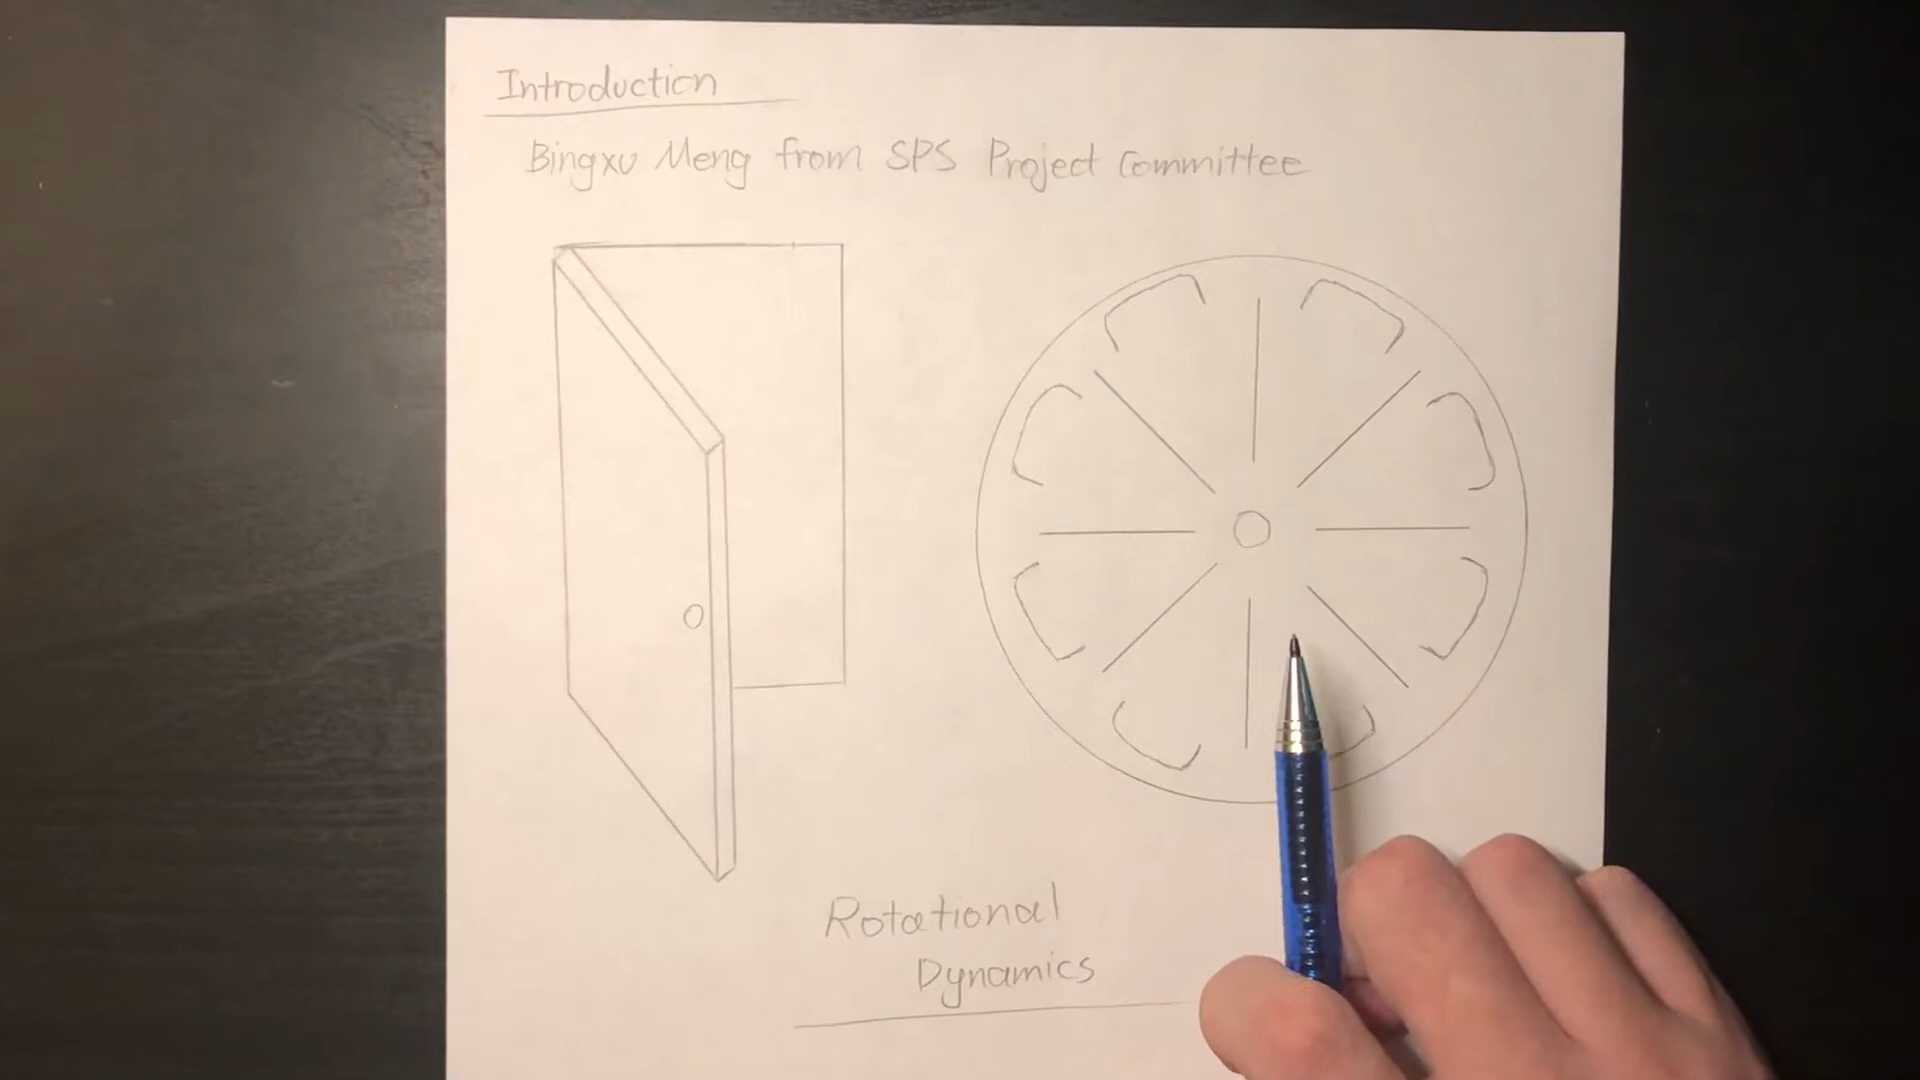 Introduction
Bingxu Meng from SPS Project Committee
Rotational
Dynamics